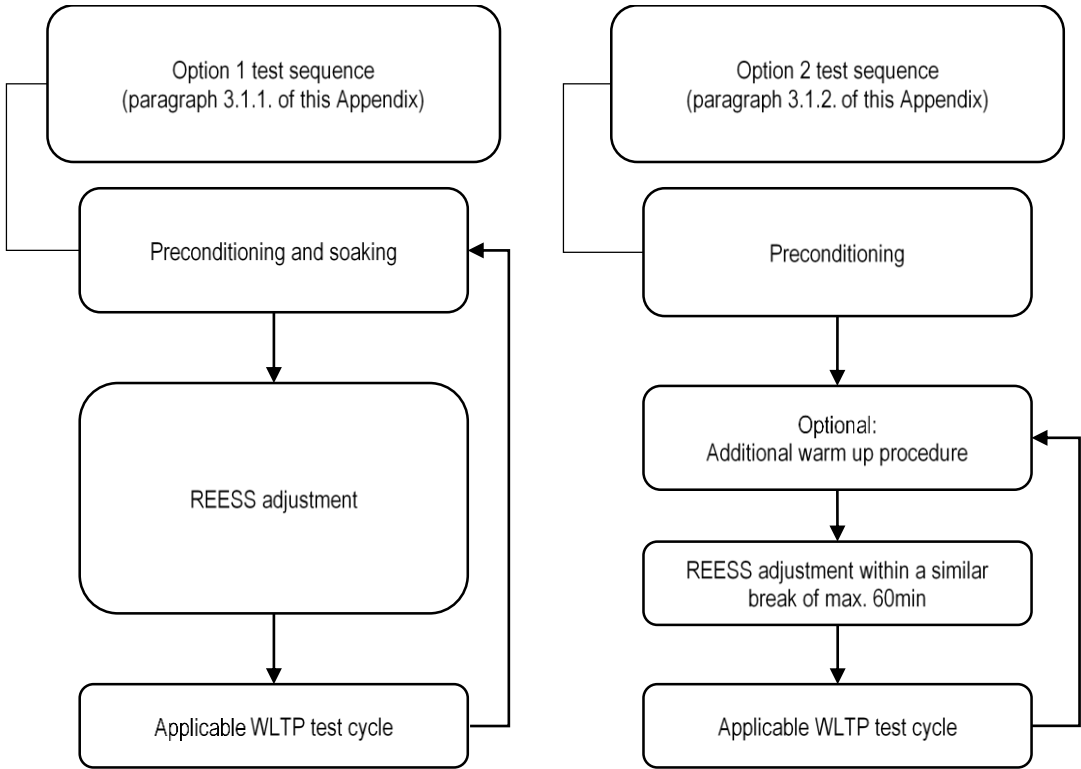 Option 1 test sequence
(paragraph 3.1.1. of this Appendix)
Preconditioning and soaking
REESS adjustment
Applicable WLTP test cycle
Option 2 test sequence
(paragraph 3.1.2. of this Appendix)
Preconditioning
Optional:
Additional warm up procedure
REESS adjustment within a similar
break of max. 60min
Applicable WLTP test cycle